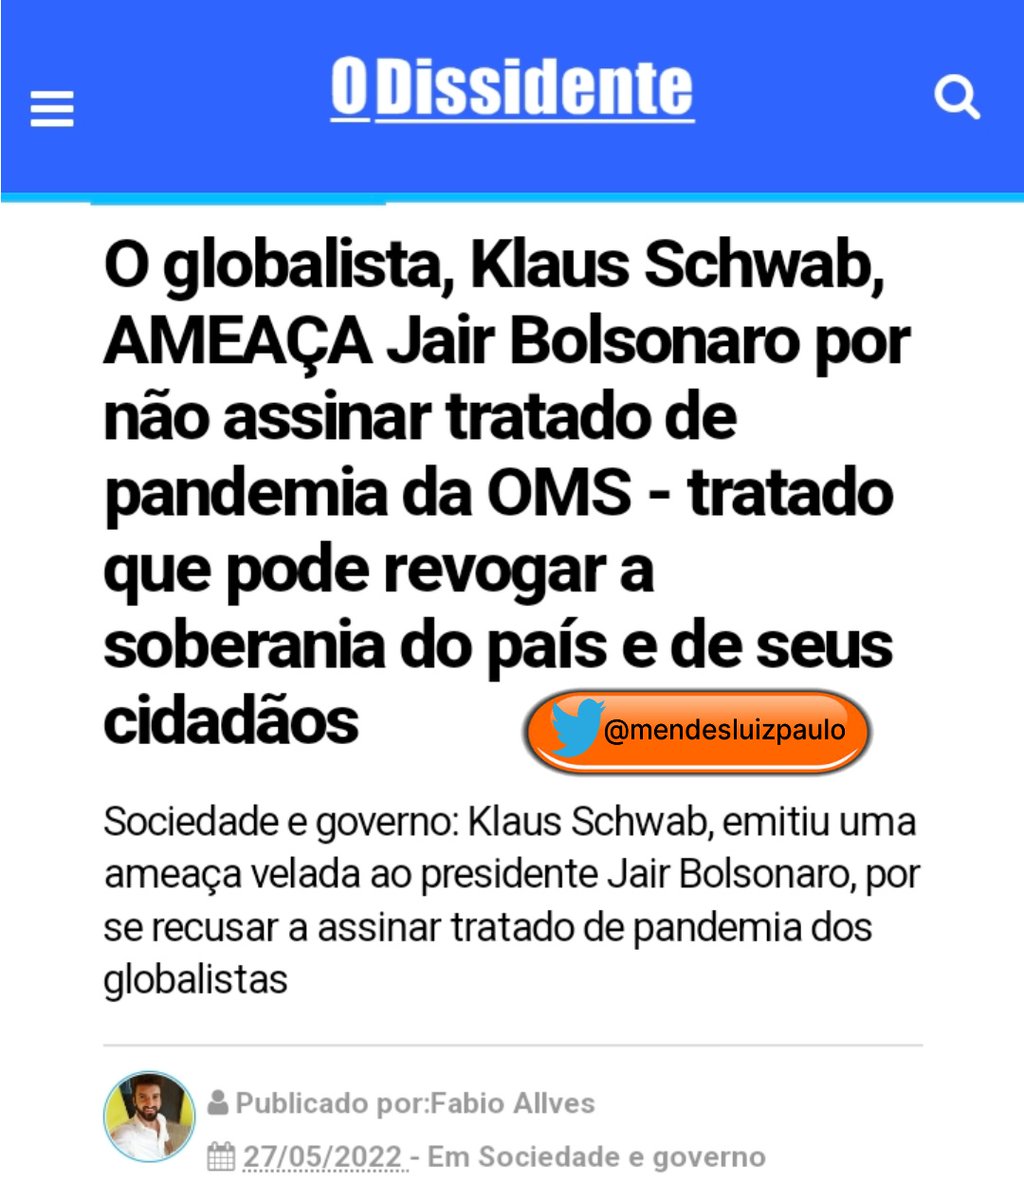 O Dissidente
O globalista, Klaus Schwab,
AMEAÇA Jair Bolsonaro por
não assinar tratado de
pandemia da OMS - tratado
que pode revogar a
soberania do país e de seus
cidadãos
@mendesluizpaulo
Sociedade e governo: Klaus Schwab, emitiu uma
ameaça velada ao presidente Jair Bolsonaro, por
se recusar a assinar tratado de pandemia dos
globalistas
Publicado por:Fabio Allves
27/05/2022 - Em Sociedade e governo